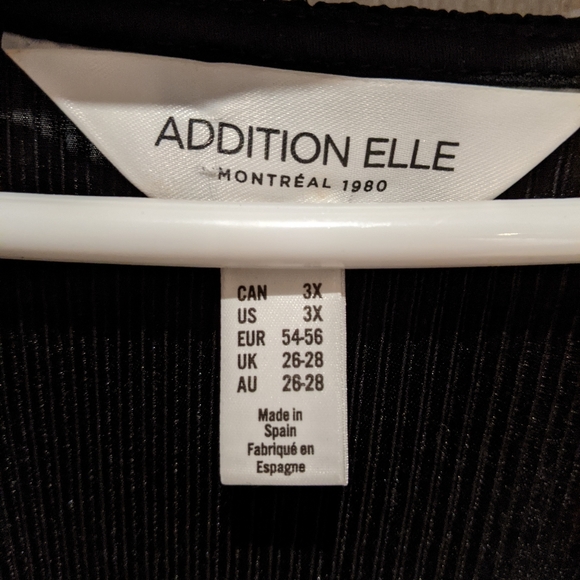 ADDITION ELLE
MONTRÉAL 1980
CAN 3X
US 3X
EUR 54-56
UK 26-28
AU 26-28
Made in
Spain
Fabriqué en
Espagne